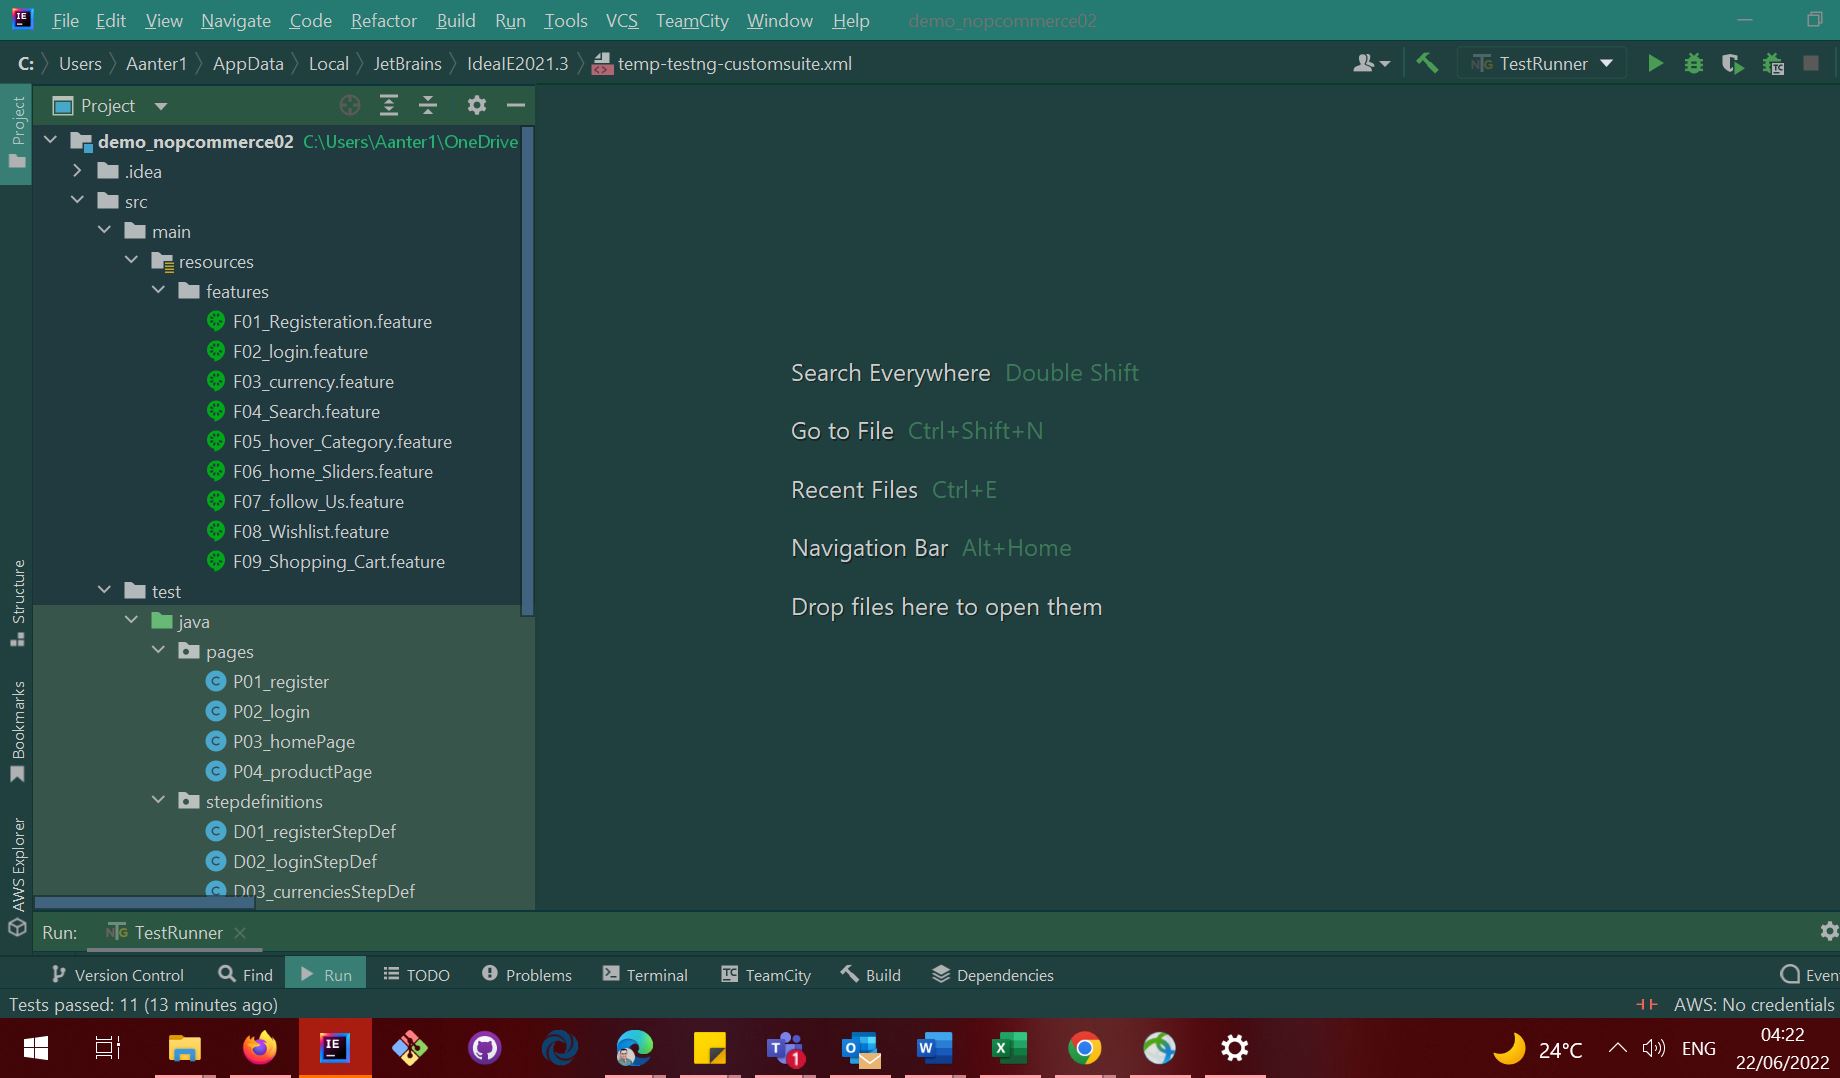 File Edit View Navigate Code Refactor Build Run Tools VCS TeamCity Window Help demo_nopcommerce02
C: Users Aanter1 AppData Local JetBrains IdeaIE2021.3 temp-testng-customsuite.xml TestRunner
Project
Project
demo_nopcommerce02 C:\Users\Aanter1\OneDrive
.idea
src
main
resources
features
F01_Registeration.feature
F02_login.feature
F03_currency.feature
F04_Search.feature
F05_hover_Category.feature
F06_home_Sliders.feature
F07_follow_Us.feature
F08_Wishlist.feature
F09_Shopping_Cart.feature
test
java
pages
P01_register
P02_login
P03_homePage
P04_productPage
stepdefinitions
D01_registerStepDef
D02_loginStepDef
D03_currenciesStepDef
Structure
Bookmarks
AWS Explorer
Search Everywhere Double Shift
Go to File Ctrl+Shift+N
Recent Files Ctrl+E
Navigation Bar Alt+Home
Drop files here to open them
Run: TestRunner
Version Control Find Run TODO Problems Terminal TeamCity Build Dependencies Even
Tests passed: 11 (13 minutes ago) AWS: No credentials
24°C ENG 04:22
22/06/2022